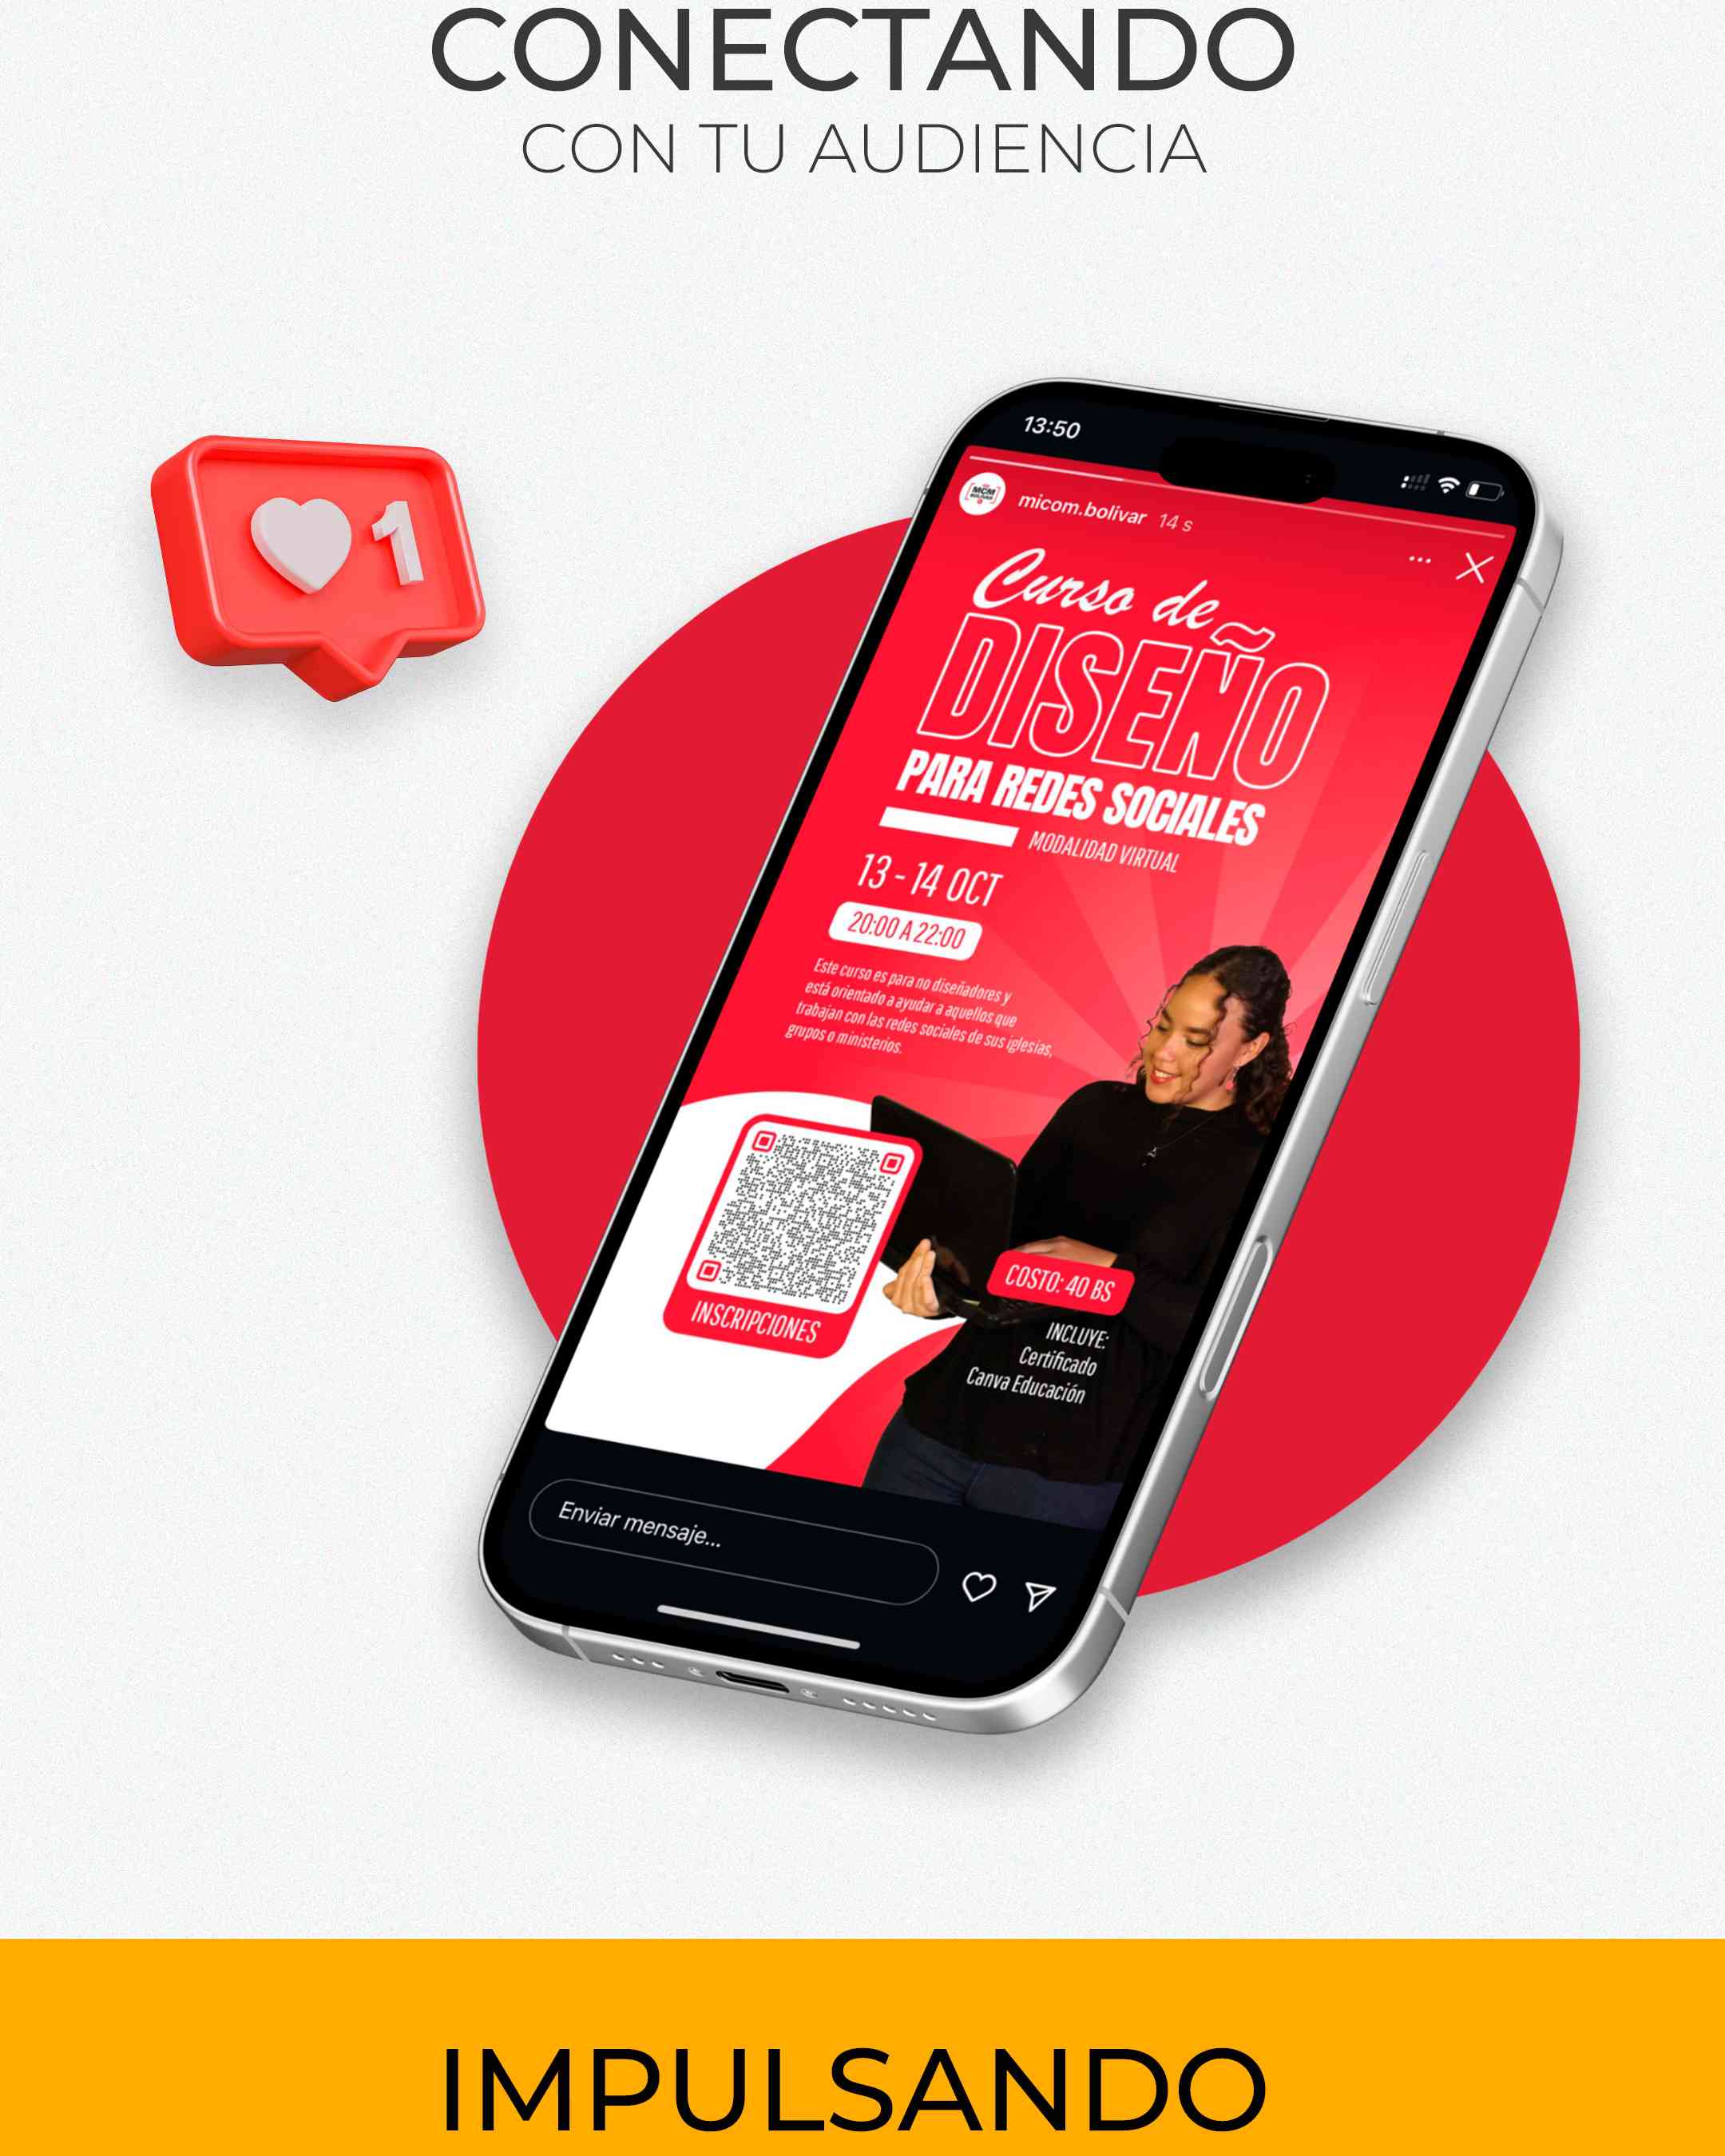 CONECTANDO
CON TU AUDIENCIA
1
13:50
MCM
BOLIVAR
micom.bolivar 14 s
Curso de
DISEÑO
PARA REDES SOCIALES
MODALIDAD VIRTUAL
13 - 14 OCT
20:00 A 22:00
Este curso es para no diseñadores y
está orientado a ayudar a aquellos que
trabajan con las redes sociales de sus iglesias,
grupos o ministerios.
INSCRIPCIONES
COSTO: 40 BS
INCLUYE:
Certificado
Canva Educación
Enviar mensaje...
IMPULSANDO